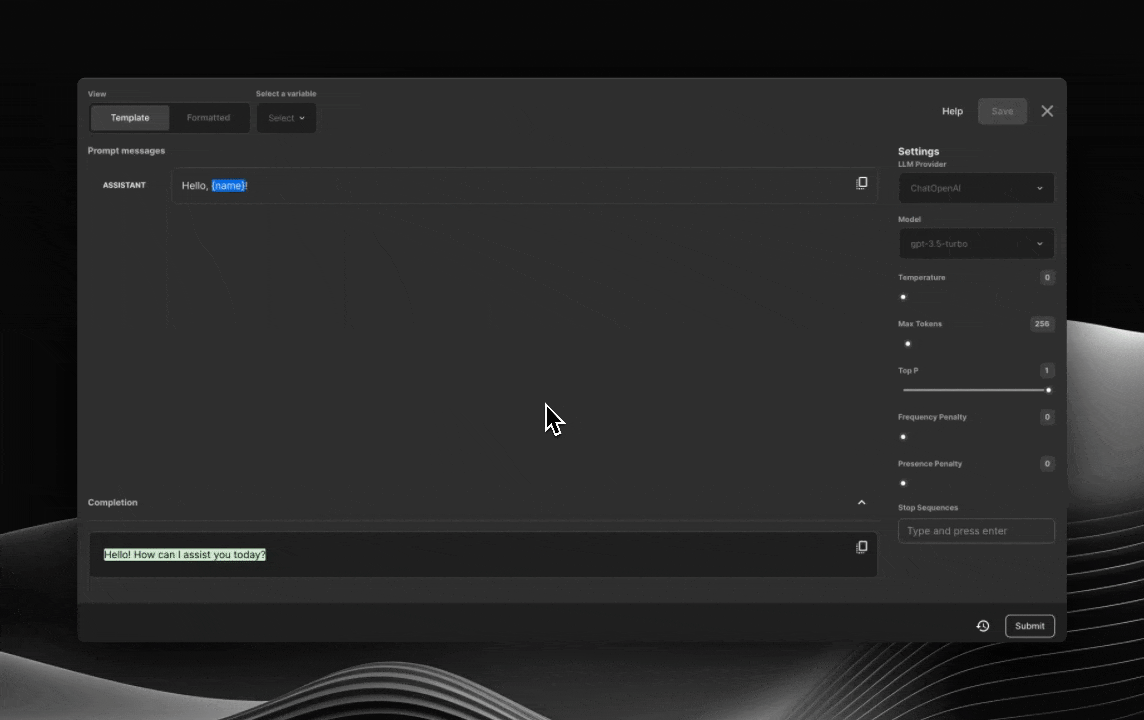 View
Select a variable
Template
Formatted
Select
Help
Save
Prompt messages
ASSISTANT
Hello, {name}!
Settings
LLM Provider
ChatOpenAI
Model
gpt-3.5-turbo
Temperature
0
Max Tokens
256
Top P
1
Frequency Penalty
0
Presence Penalty
0
Stop Sequences
Type and press enter
Completion
Hello! How can I assist you today?
Submit